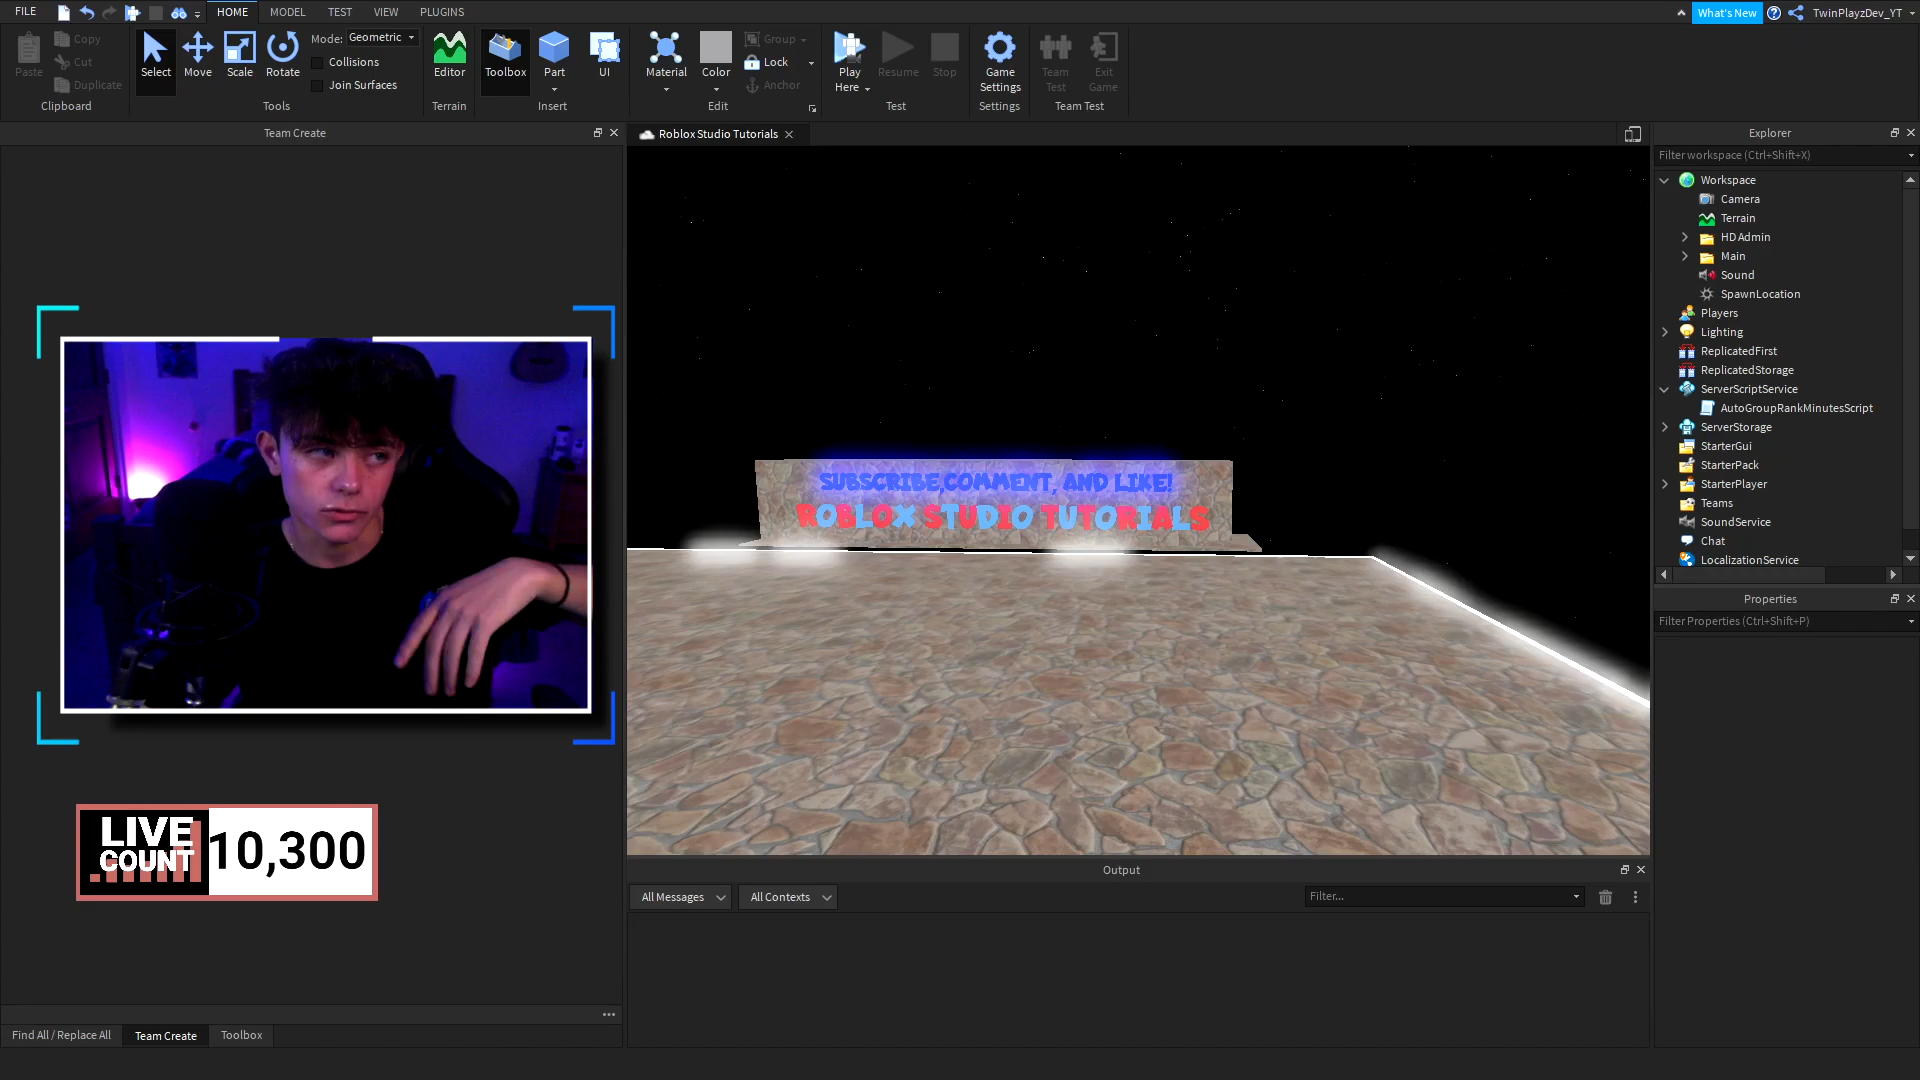 FILE
HOME
MODEL
TEST
VIEW
PLUGINS
What's New
TwinPlayzDev_YT
Paste
Copy
Cut
Duplicate
Clipboard
Select
Move
Scale
Rotate
Mode: Geometric
Collisions
Join Surfaces
Tools
Editor
Terrain
Toolbox
Part
UI
Insert
Material
Color
Group
Lock
Anchor
Edit
Play
Here
Resume
Stop
Test
Game
Settings
Settings
Team
Test
Exit
Game
Team Test
Team Create
Roblox Studio Tutorials
Explorer
Filter workspace (Ctrl+Shift+X)
Workspace
Camera
Terrain
HD Admin
Main
Sound
SpawnLocation
Players
Lighting
ReplicatedFirst
ReplicatedStorage
ServerScriptService
AutoGroupRankMinutesScript
ServerStorage
StarterGui
StarterPack
StarterPlayer
Teams
SoundService
Chat
LocalizationService
Properties
Filter Properties (Ctrl+Shift+P)
SUBSCRIBE,COMMENT, AND LIKE!
ROBLOX STUDIO TUTORIALS
LIVE
COUNT
10,300
Output
All Messages
All Contexts
Filter...
Find All / Replace All
Team Create
Toolbox